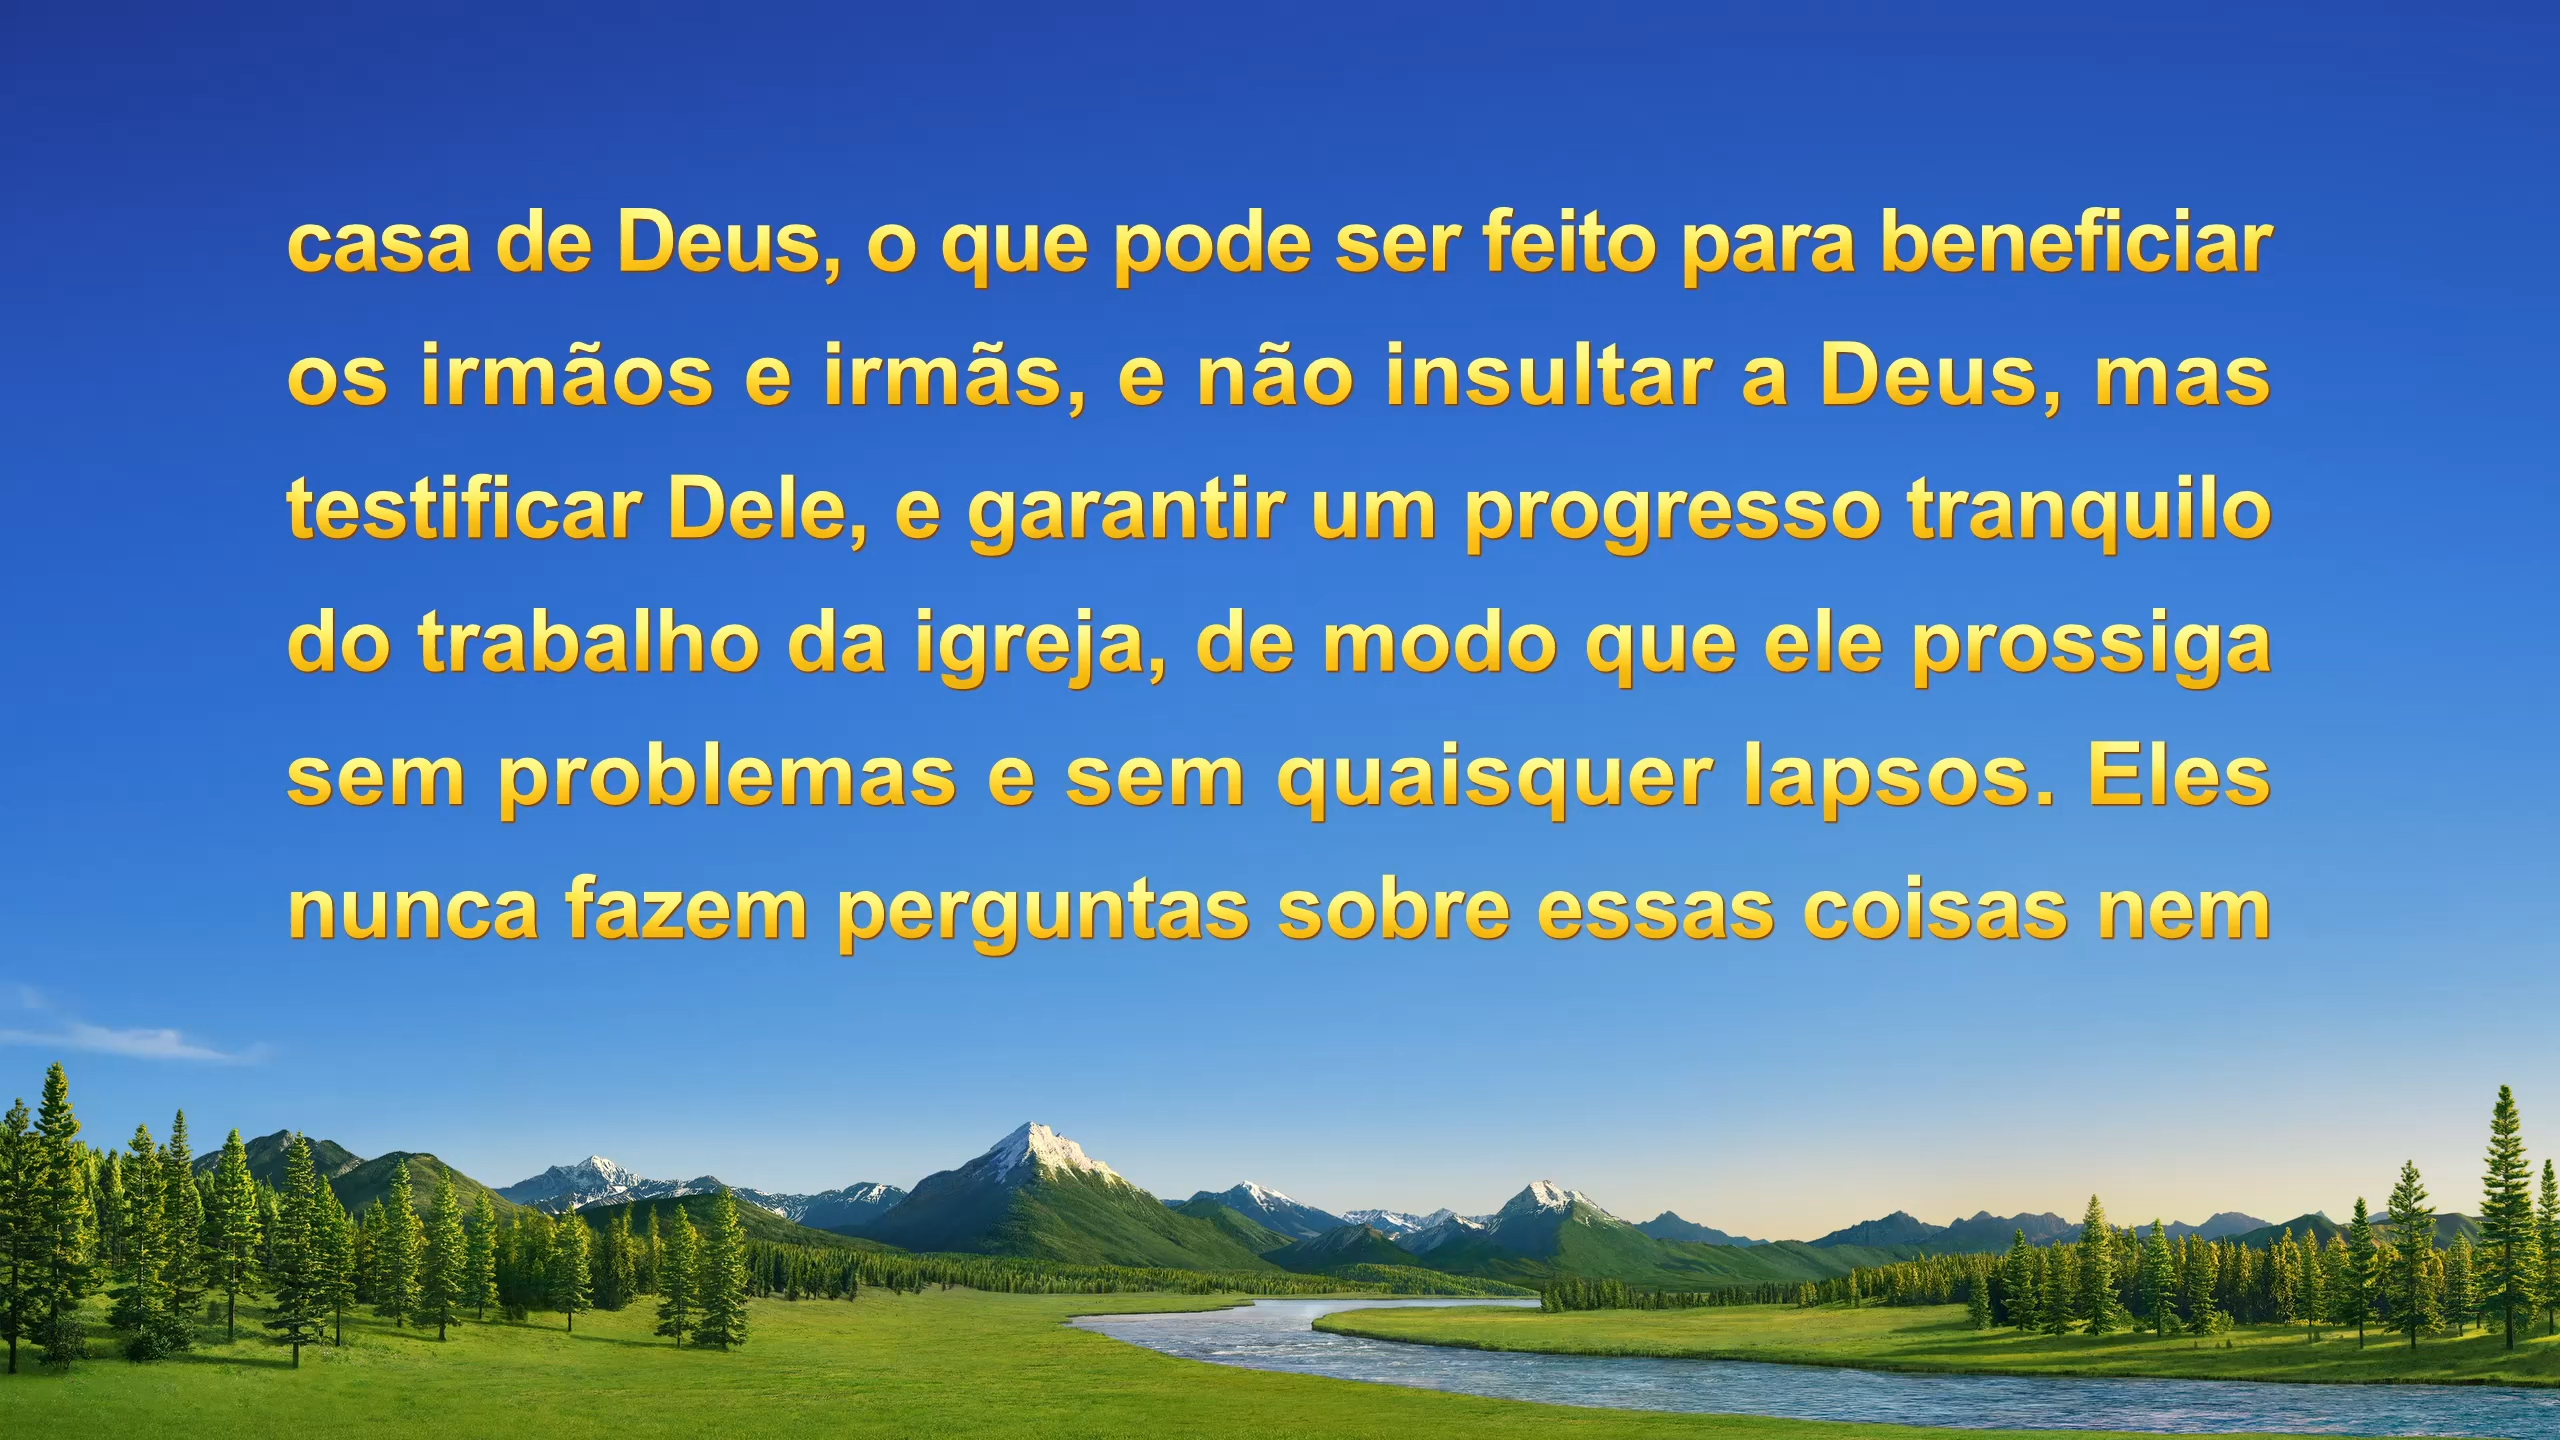 casa de Deus, o que pode ser feito para beneficiar
os irmãos e irmãs, e não insultar a Deus, mas
testificar Dele, e garantir um progresso tranquilo
do trabalho da igreja, de modo que ele prossiga
sem problemas e sem quaisquer lapsos. Eles
nunca fazem perguntas sobre essas coisas nem